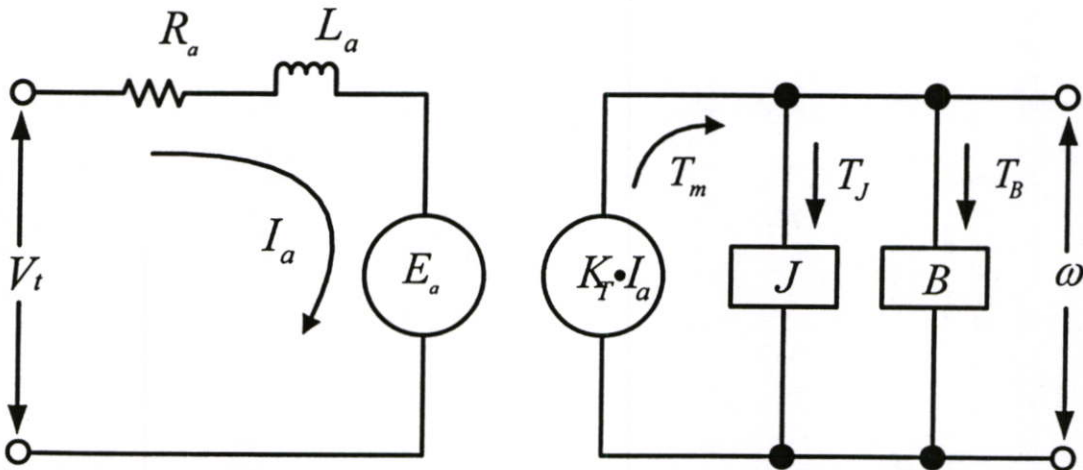 R_a
L_a
V_t
I_a
E_a
K_T•I_a
T_m
T_J
T_B
J
B
ω